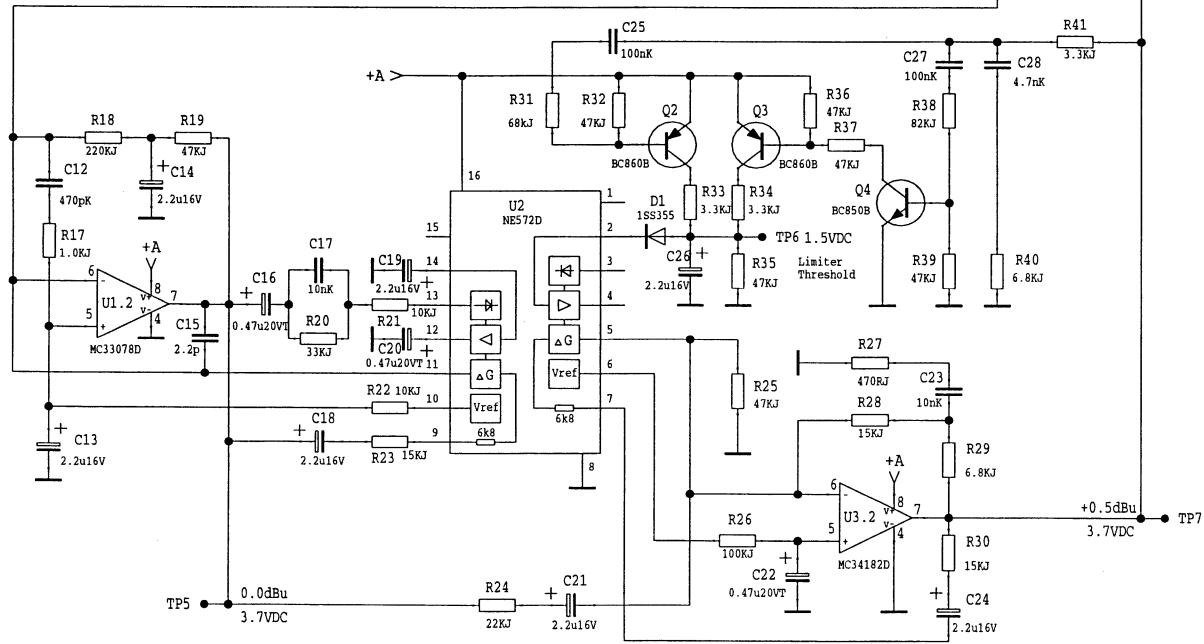 C25
100nK
R41
3.3KJ
C27
100nK
C28
4.7nK
+A
R31
68kJ
R32
47KJ
Q2
BC860B
Q3
BC860B
R36
47KJ
R37
47KJ
R38
82KJ
R18
220KJ
R19
47KJ
C12
470pK
C14
2.2u16V
16
U2
NE572D
1
15
2
D1
1SS355
R33
3.3KJ
R34
3.3KJ
Q4
BC850B
TP6 1.5VDC
Limiter
Threshold
R17
1.0KJ
C17
10nK
C19
2.2u16V
14
3
C26
2.2u16V
R35
47KJ
R39
47KJ
R40
6.8KJ
+A
6
5
U1.2
V+
V-
8
4
7
MC33078D
C16
0.47u20VT
C15
2.2p
R20
33KJ
R21
10KJ
13
4
C20
0.47u20VT
12
5
11
6
ΔG
ΔG
Vref
R22 10KJ
10
Vref
7
6k8
C13
2.2u16V
C18
2.2u16V
R23 15KJ
9
6k8
8
R25
47KJ
R27
470RJ
C23
10nK
R28
15KJ
R29
6.8KJ
+A
6
5
U3.2
V+
V-
8
4
7
MC34182D
+0.5dBu
3.7VDC
TP7
R26
100KJ
C22
0.47u20VT
R30
15KJ
C24
2.2u16V
TP5
0.0dBu
3.7VDC
R24
22KJ
C21
2.2u16V